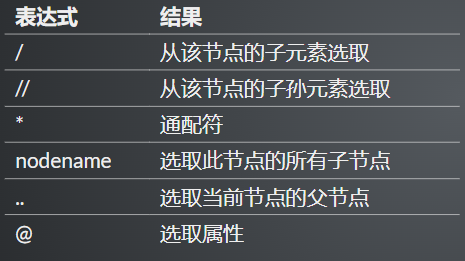 表达式 结果
/ 从该节点的子元素选取
// 从该节点的子孙元素选取
* 通配符
nodename 选取此节点的所有子节点
.. 选取当前节点的父节点
@ 选取属性